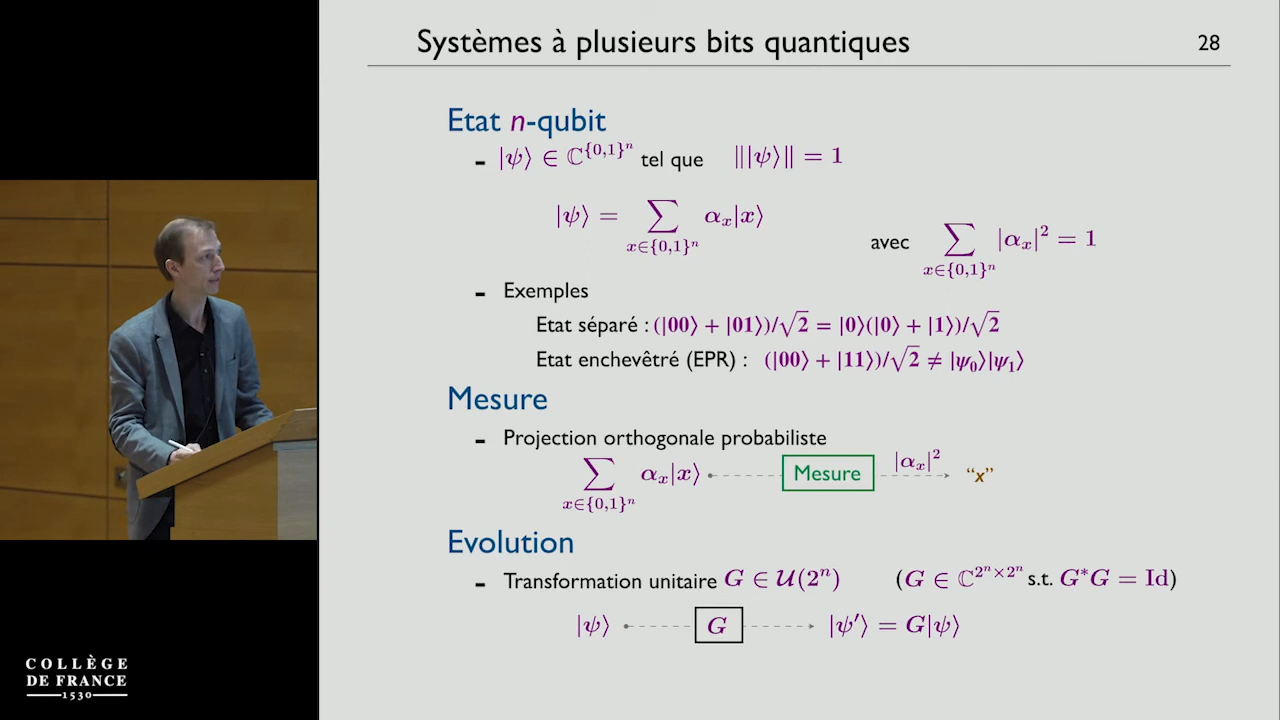 Systèmes à plusieurs bits quantiques
28
Etat n-qubit
- |ψ⟩ ∈ ℂ^{{0,1}^n} tel que ‖|ψ⟩‖ = 1
|ψ⟩ = ∑_{x∈{0,1}^n} α_x|x⟩
avec ∑_{x∈{0,1}^n} |α_x|² = 1
- Exemples
Etat séparé : (|00⟩ + |01⟩)/√2 = |0⟩(|0⟩ + |1⟩)/√2
Etat enchevêtré (EPR) : (|00⟩ + |11⟩)/√2 ≠ |ψ₀⟩|ψ₁⟩
Mesure
- Projection orthogonale probabiliste
∑_{x∈{0,1}^n} α_x|x⟩ Mesure |α_x|² “x”
Evolution
- Transformation unitaire G ∈ 𝒰(2^n) (G ∈ ℂ^{2^n×2^n} s.t. G*G = Id)
|ψ⟩ G |ψ′⟩ = G|ψ⟩
COLLÈGE
DE FRANCE
1530